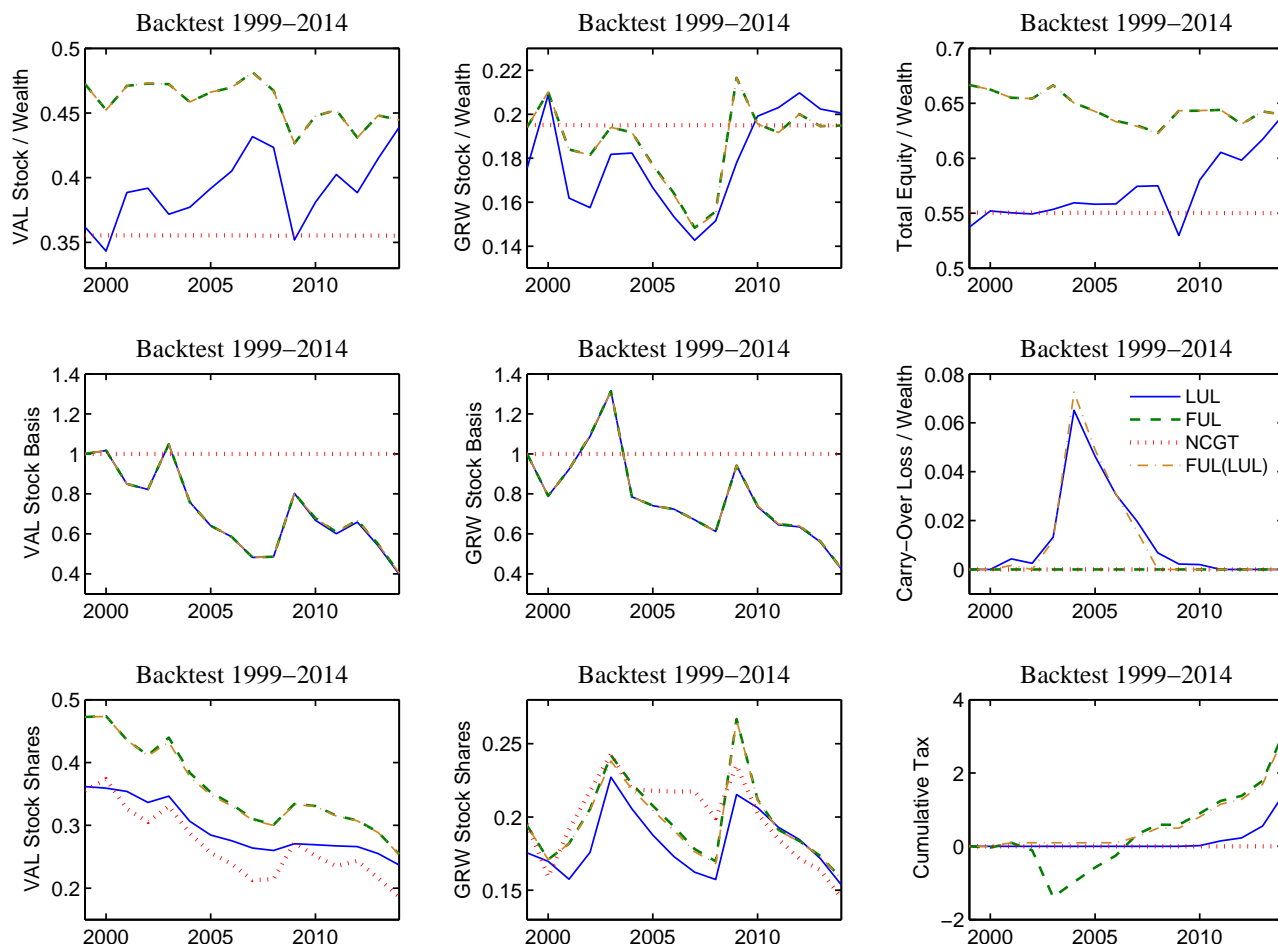 Backtest 1999−2014
Backtest 1999−2014
Backtest 1999−2014
VAL Stock / Wealth
0.5
0.45
0.4
0.35
2000 2005 2010
GRW Stock / Wealth
0.22
0.2
0.18
0.16
0.14
2000 2005 2010
Total Equity / Wealth
0.7
0.65
0.6
0.55
0.5
2000 2005 2010
Backtest 1999−2014
Backtest 1999−2014
Backtest 1999−2014
VAL Stock Basis
1.4
1.2
1
0.8
0.6
0.4
2000 2005 2010
GRW Stock Basis
1.4
1.2
1
0.8
0.6
0.4
2000 2005 2010
Carry−Over Loss / Wealth
0.08
0.06
0.04
0.02
0
2000 2005 2010
LUL
FUL
NCGT
FUL(LUL)
Backtest 1999−2014
Backtest 1999−2014
Backtest 1999−2014
VAL Stock Shares
0.5
0.4
0.3
0.2
2000 2005 2010
GRW Stock Shares
0.25
0.2
0.15
2000 2005 2010
Cumulative Tax
4
2
0
−2
2000 2005 2010